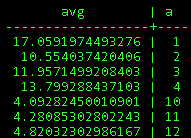 avg | a
------------------+----
17.0591974493276 | 1
10.554037420406 | 2
11.9571499208403 | 3
13.799288437103 | 4
4.09282450010901 | 10
4.28085302802243 | 11
4.82032302986167 | 12